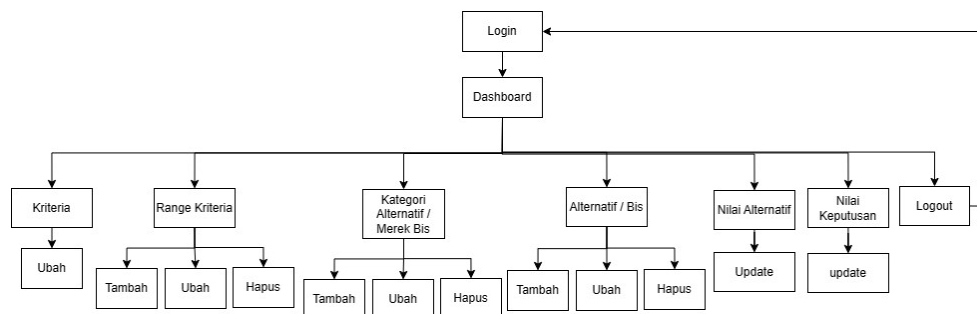 Login
Dashboard
Kriteria
Range Kriteria
Kategori
Alternatif /
Merek Bis
Alternatif / Bis
Nilai Alternatif
Nilai
Keputusan
Logout
Ubah
Tambah
Ubah
Hapus
Tambah
Ubah
Hapus
Tambah
Ubah
Hapus
Update
update